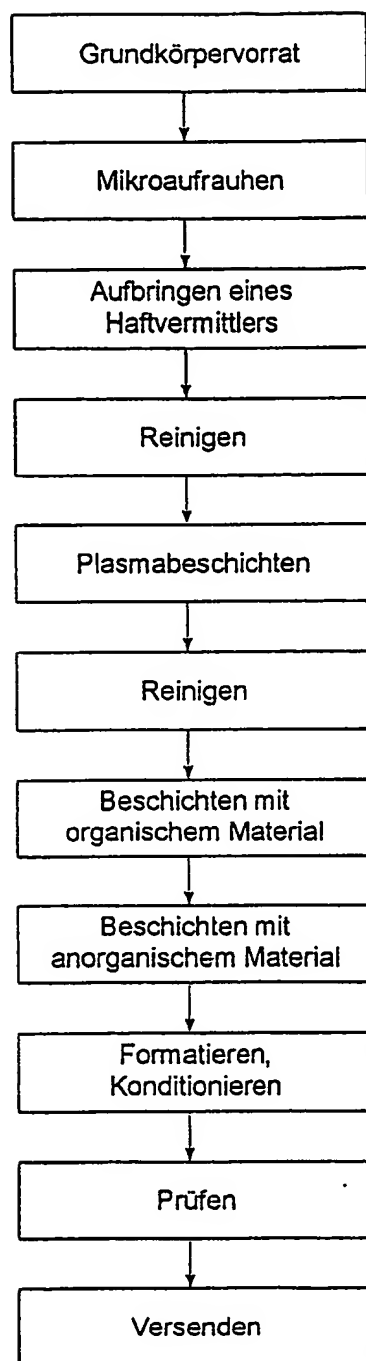 Grundkörpervorrat
Mikroaufrauhen
Aufbringen eines
Haftvermittlers
Reinigen
Plasmabeschichten
Reinigen
Beschichten mit
organischem Material
Beschichten mit
anorganischem Material
Formatieren,
Konditionieren
Prüfen
Versenden